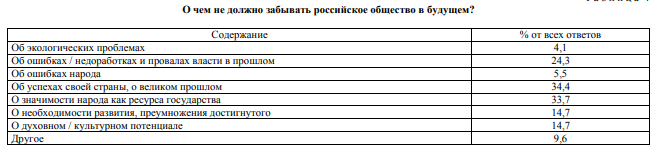 О чем не должно забывать российское общество в будущем?
Содержание % от всех ответов
Об экологических проблемах 4,1
Об ошибках / недоработках и провалах власти в прошлом 24,3
Об ошибках народа 5,5
Об успехах своей страны, о великом прошлом 34,4
О значимости народа как ресурса государства 33,7
О необходимости развития, преумножения достигнутого 14,7
О духовном / культурном потенциале 14,7
Другое 9,6